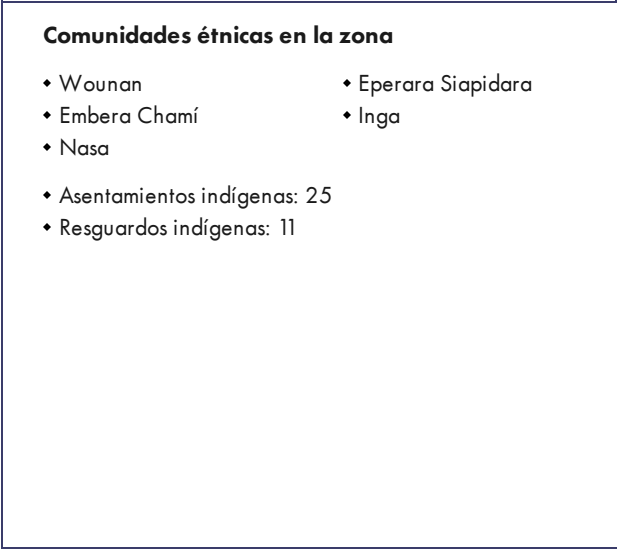 Comunidades étnicas en la zona
◆ Wounan
◆ Embera Chamí
◆ Nasa
◆ Eperara Siapidara
◆ Inga
◆ Asentamientos indígenas: 25
◆ Resguardos indígenas: 11